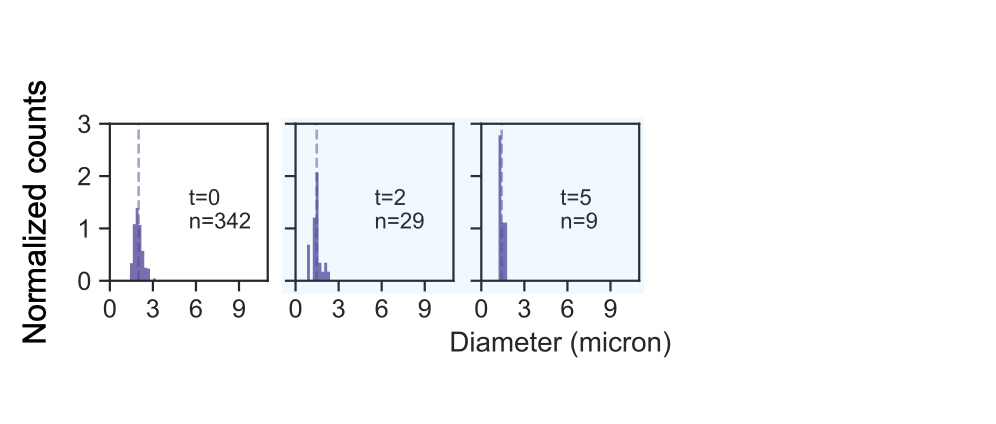 Normalized counts
3
2
1
0
t=0
n=342
t=2
n=29
t=5
n=9
0 3 6 9 0 3 6 9 0 3 6 9
Diameter (micron)